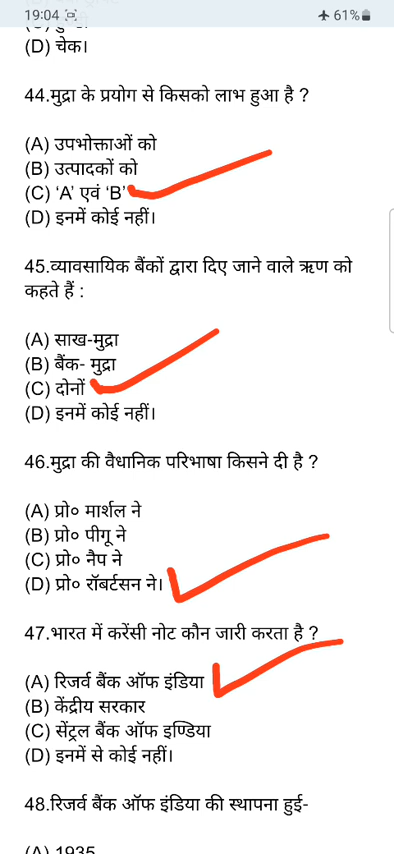 19:04
61%
(D) चेक।
44.मुद्रा के प्रयोग से किसको लाभ हुआ है ?
(A) उपभोक्ताओं को
(B) उत्पादकों को
(C) ‘A’ एवं ‘B’
(D) इनमें कोई नहीं।
45.व्यावसायिक बैंकों द्वारा दिए जाने वाले ऋण को
कहते हैं :
(A) साख-मुद्रा
(B) बैंक- मुद्रा
(C) दोनों
(D) इनमें कोई नहीं।
46.मुद्रा की वैधानिक परिभाषा किसने दी है ?
(A) प्रो० मार्शल ने
(B) प्रो० पीगू ने
(C) प्रो० नैप ने
(D) प्रो० रॉबर्टसन ने।
47.भारत में करेंसी नोट कौन जारी करता है ?
(A) रिजर्व बैंक ऑफ इंडिया
(B) केंद्रीय सरकार
(C) सेंट्रल बैंक ऑफ इण्डिया
(D) इनमें से कोई नहीं।
48.रिजर्व बैंक ऑफ इंडिया की स्थापना हुई-
(A) 1935